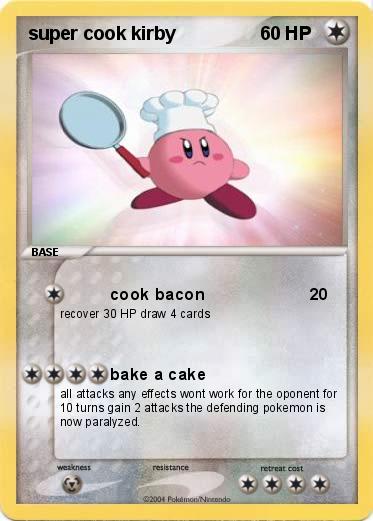 super cook kirby 60 HP
BASE
cook bacon 20
recover 30 HP draw 4 cards
bake a cake
all attacks any effects wont work for the oponent for
10 turns gain 2 attacks the defending pokemon is
now paralyzed.
weakness resistance retreat cost
©2004 Pokémon/Nintendo